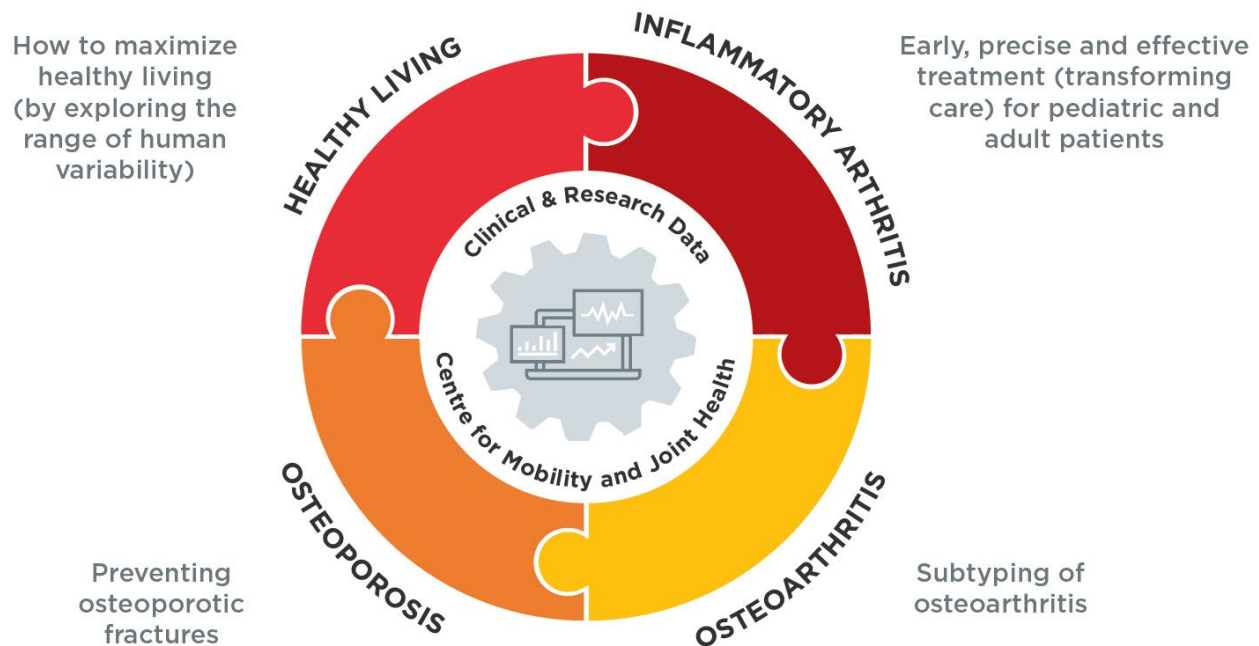 How to maximize
healthy living
(by exploring the
range of human
variability)
HEALTHY LIVING
INFLAMMATORY ARTHRITIS
Early, precise and effective
treatment (transforming
care) for pediatric and
adult patients
Clinical & Research Data
Centre for Mobility and Joint Health
OSTEOPOROSIS
Preventing
osteoporotic
fractures
OSTEOARTHRITIS
Subtyping of
osteoarthritis